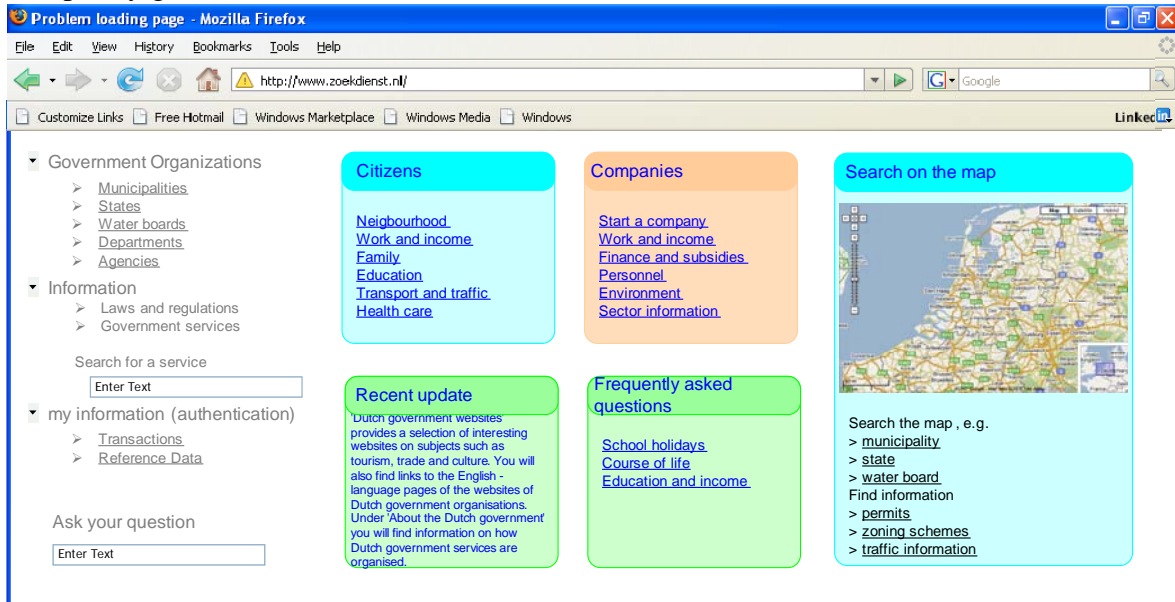 Problem loading page - Mozilla Firefox
File Edit View History Bookmarks Tools Help
http://www.zoekdienst.nl/
G Google
Customize Links Free Hotmail Windows Marketplace Windows Media Windows
Linked in
Government Organizations
Municipalities
States
Water boards
Departments
Agencies
Information
Laws and regulations
Government services
Search for a service
Enter Text
my information (authentication)
Transactions
Reference Data
Ask your question
Enter Text
Citizens
Neigbourhood
Work and income
Family
Education
Transport and traffic
Health care
Companies
Start a company
Work and income
Finance and subsidies
Personnel
Environment
Sector information
Recent update
'Dutch government websites
provides a selection of interesting
websites on subjects such as
tourism, trade and culture. You will
also find links to the English -
language pages of the websites of
Dutch government organisations.
Under 'About the Dutch government'
you will find information on how
Dutch government services are
organised.
Frequently asked
questions
School holidays
Course of life
Education and income
Search on the map
Map Satellite Hybrid
Search the map , e.g.
> municipality
> state
> water board
Find information
> permits
> zoning schemes
> traffic information